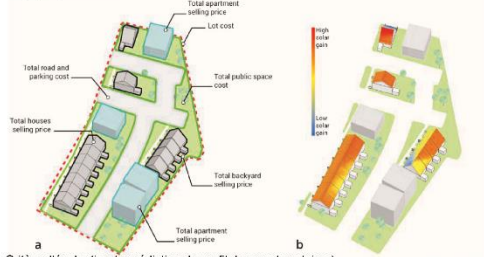 Total apartment
selling price
Lot cost
Total road and
parking cost
Total public space
cost
Total houses
selling price
Total backyard
selling price
Total apartment
selling price
a
High
solar
gain
Low
solar
gain
b